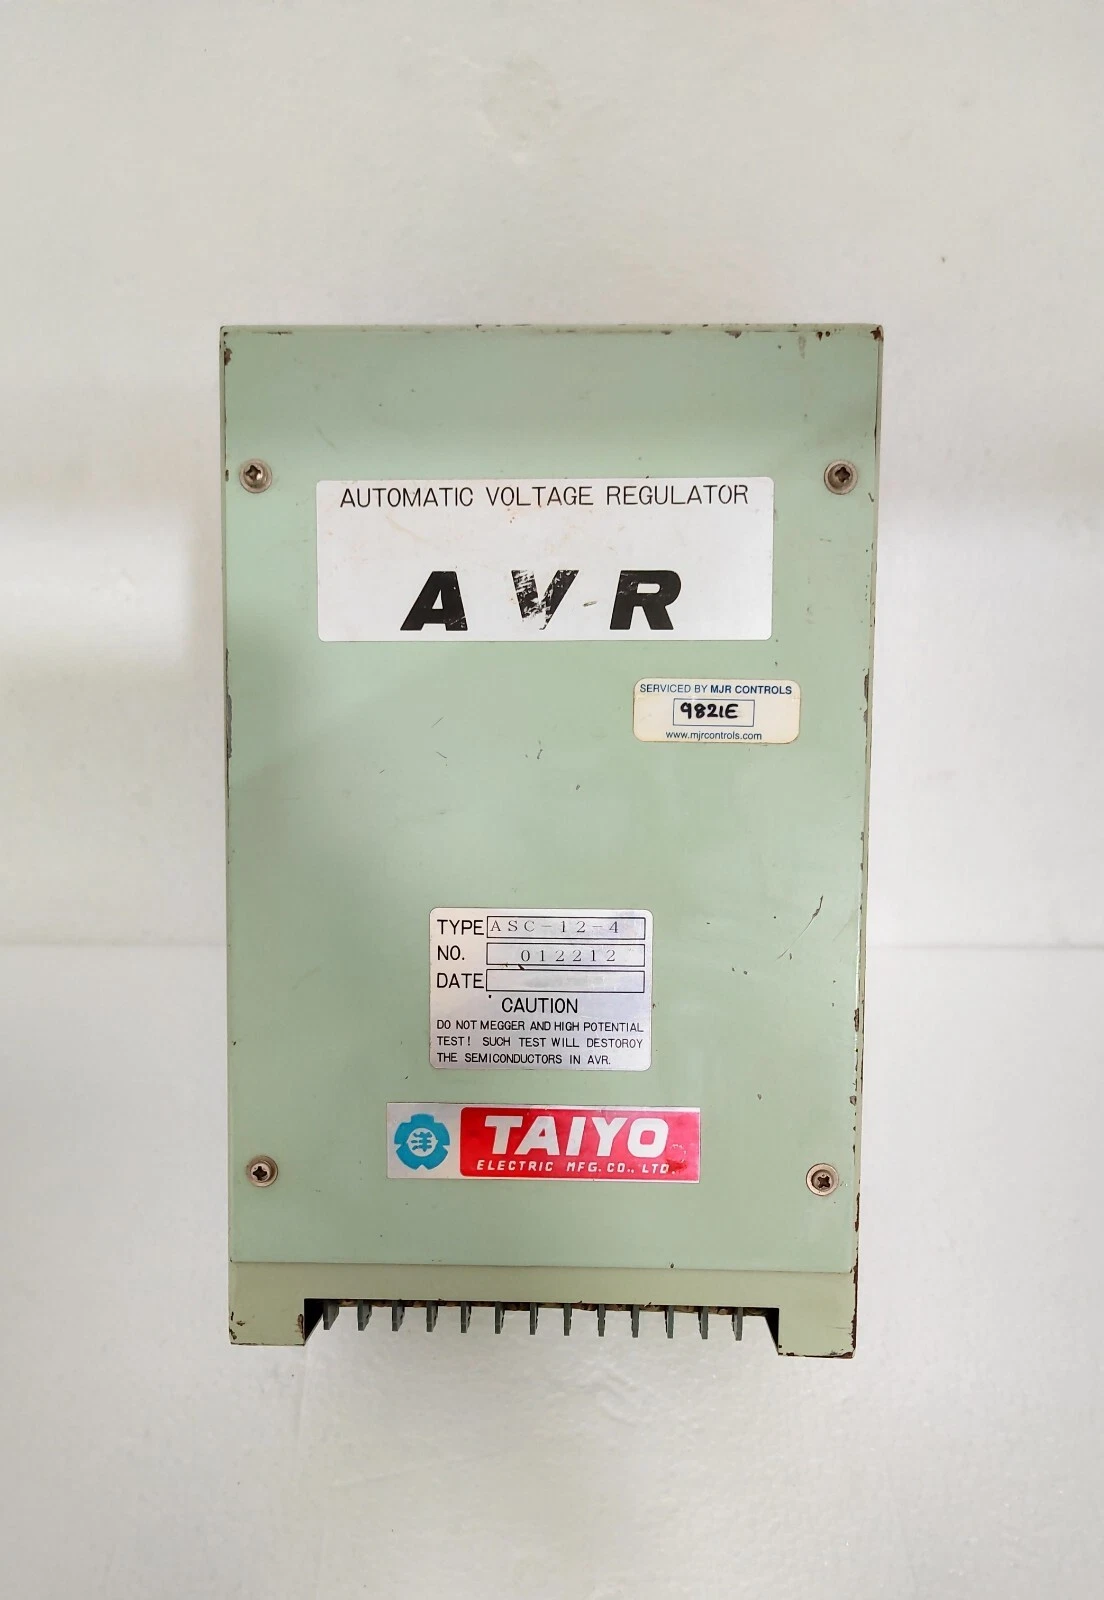 AUTOMATIC VOLTAGE REGULATOR
AVR
SERVICED BY MJR CONTROLS
9821E
www.mjrcontrols.com
TYPE ASC-12-4
NO. 012212
DATE
CAUTION
DO NOT MEGGER AND HIGH POTENTIAL
TEST! SUCH TEST WILL DESTOROY
THE SEMICONDUCTORS IN AVR.
洋
TAIYO
ELECTRIC MFG. CO., LTD.